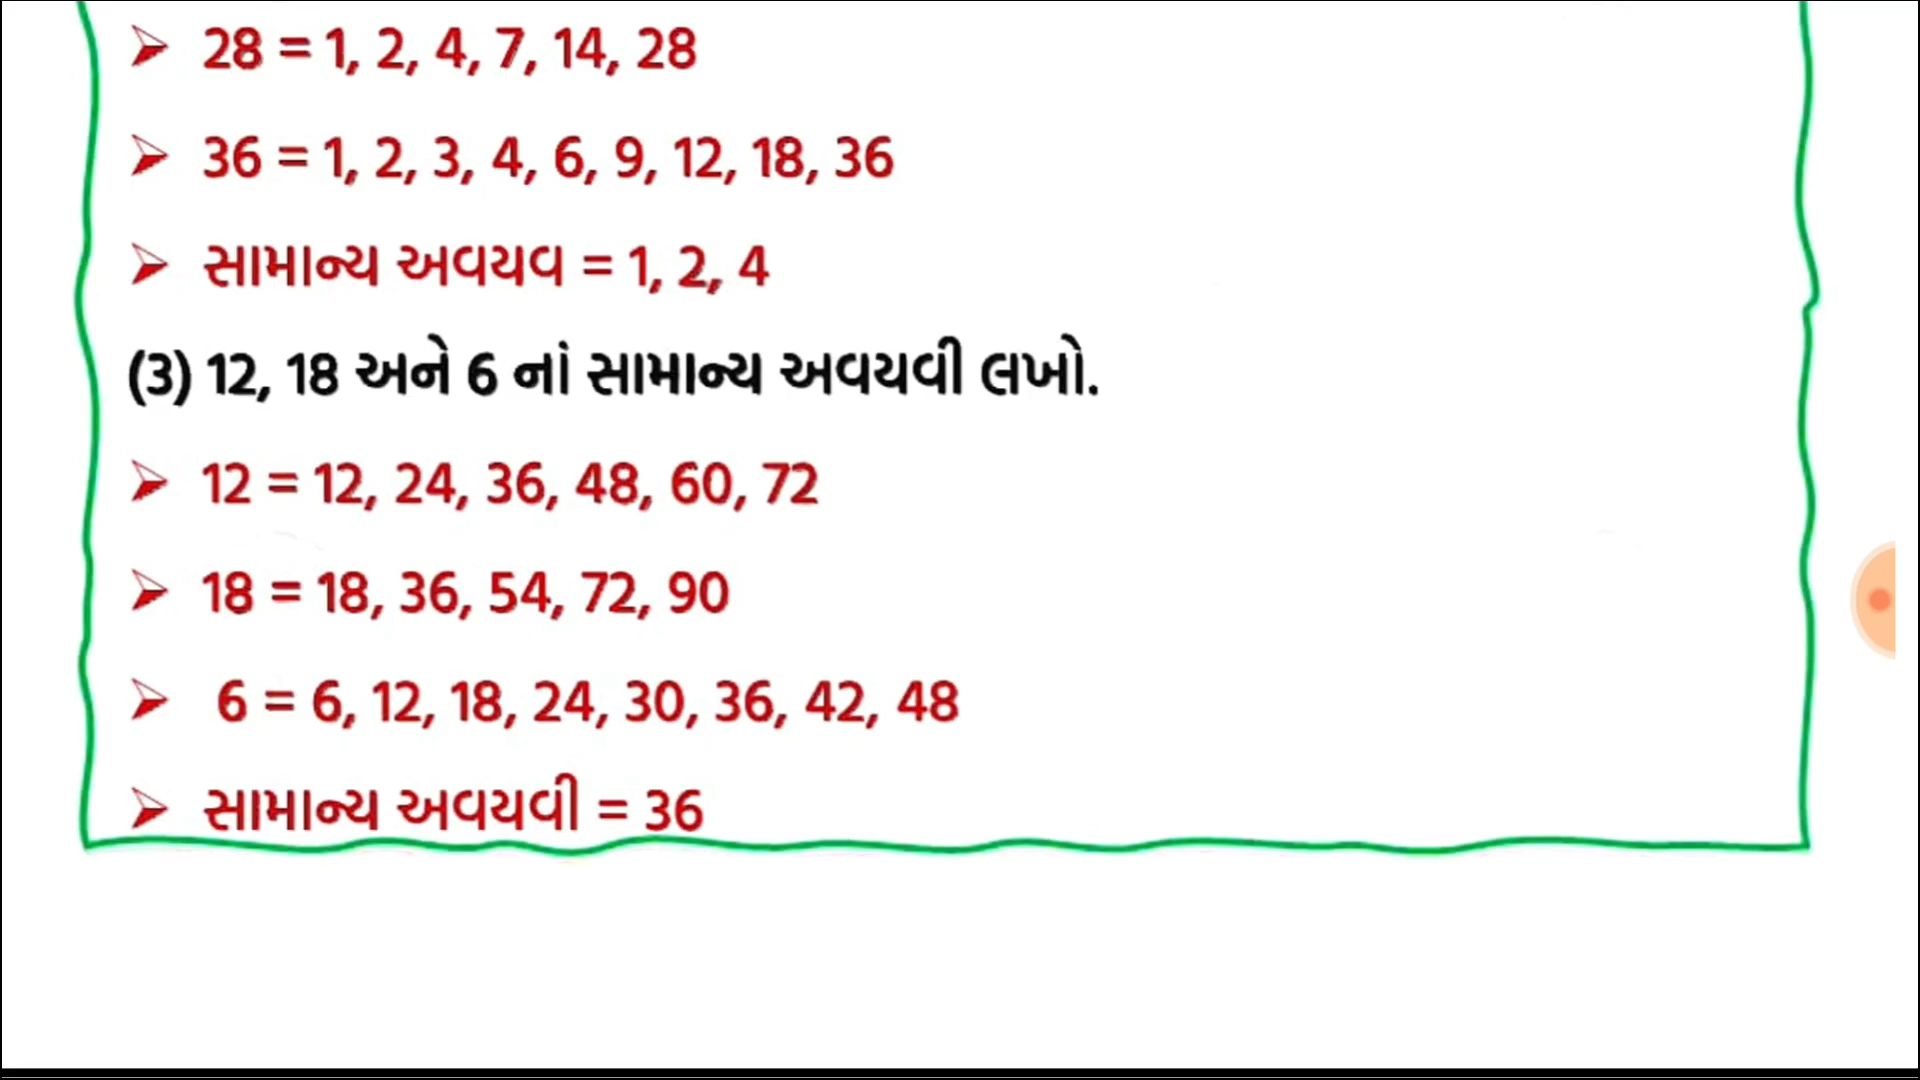 28 = 1, 2, 4, 7, 14, 28
36 = 1, 2, 3, 4, 6, 9, 12, 18, 36
સામાન્ય અવયવ = 1, 2, 4
(3) 12, 18 અને 6 નાં સામાન્ય અવયવી લખો.
12 = 12, 24, 36, 48, 60, 72
18 = 18, 36, 54, 72, 90
6 = 6, 12, 18, 24, 30, 36, 42, 48
સામાન્ય અવયવી = 36